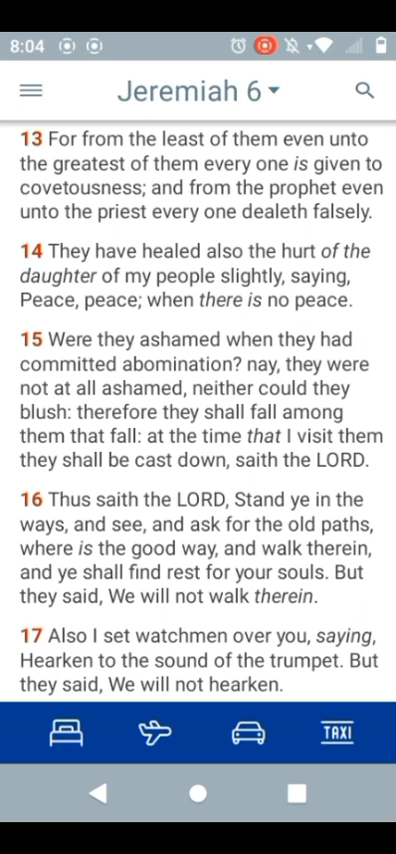 8:04
Jeremiah 6
13 For from the least of them even unto
the greatest of them every one is given to
covetousness; and from the prophet even
unto the priest every one dealeth falsely.
14 They have healed also the hurt of the
daughter of my people slightly, saying,
Peace, peace; when there is no peace.
15 Were they ashamed when they had
committed abomination? nay, they were
not at all ashamed, neither could they
blush: therefore they shall fall among
them that fall: at the time that I visit them
they shall be cast down, saith the LORD.
16 Thus saith the LORD, Stand ye in the
ways, and see, and ask for the old paths,
where is the good way, and walk therein,
and ye shall find rest for your souls. But
they said, We will not walk therein.
17 Also I set watchmen over you, saying,
Hearken to the sound of the trumpet. But
they said, We will not hearken.
TAXI